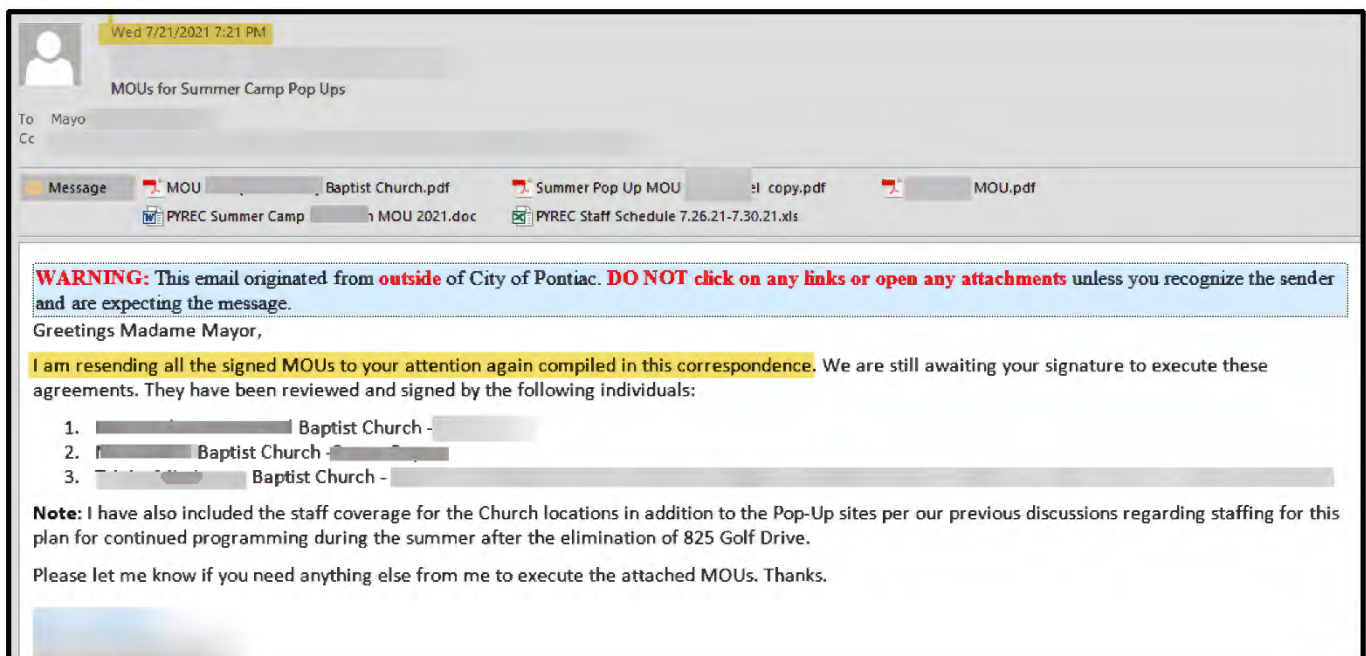 Wed 7/21/2021 7:21 PM
MOUs for Summer Camp Pop Ups
To Mayo
Cc
Message MOU Baptist Church.pdf Summer Pop Up MOU el copy.pdf MOU.pdf
PYREC Summer Camp n MOU 2021.doc PYREC Staff Schedule 7.26.21-7.30.21.xls
WARNING: This email originated from outside of City of Pontiac. DO NOT click on any links or open any attachments unless you recognize the sender
and are expecting the message.
Greetings Madame Mayor,
I am resending all the signed MOUs to your attention again compiled in this correspondence. We are still awaiting your signature to execute these
agreements. They have been reviewed and signed by the following individuals:
1. Baptist Church -
2. Baptist Church -
3. Baptist Church -
Note: I have also included the staff coverage for the Church locations in addition to the Pop-Up sites per our previous discussions regarding staffing for this
plan for continued programming during the summer after the elimination of 825 Golf Drive.
Please let me know if you need anything else from me to execute the attached MOUs. Thanks.